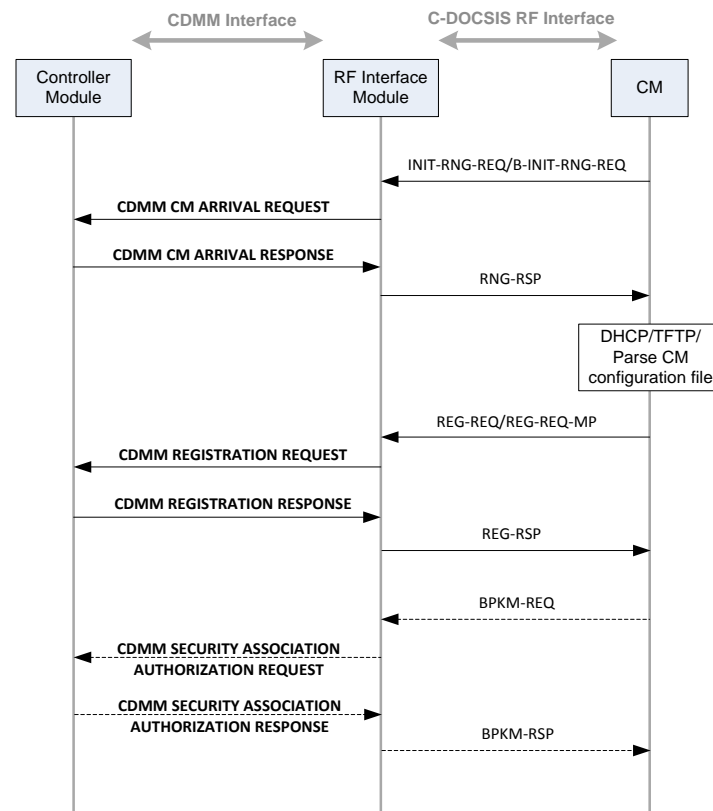 CDMM Interface
C-DOCSIS RF Interface
Controller
Module
RF Interface
Module
CM
INIT-RNG-REQ/B-INIT-RNG-REQ
CDMM CM ARRIVAL REQUEST
CDMM CM ARRIVAL RESPONSE
RNG-RSP
DHCP/TFTP/
Parse CM
configuration file
REG-REQ/REG-REQ-MP
CDMM REGISTRATION REQUEST
CDMM REGISTRATION RESPONSE
REG-RSP
BPKM-REQ
CDMM SECURITY ASSOCIATION
AUTHORIZATION REQUEST
CDMM SECURITY ASSOCIATION
AUTHORIZATION RESPONSE
BPKM-RSP